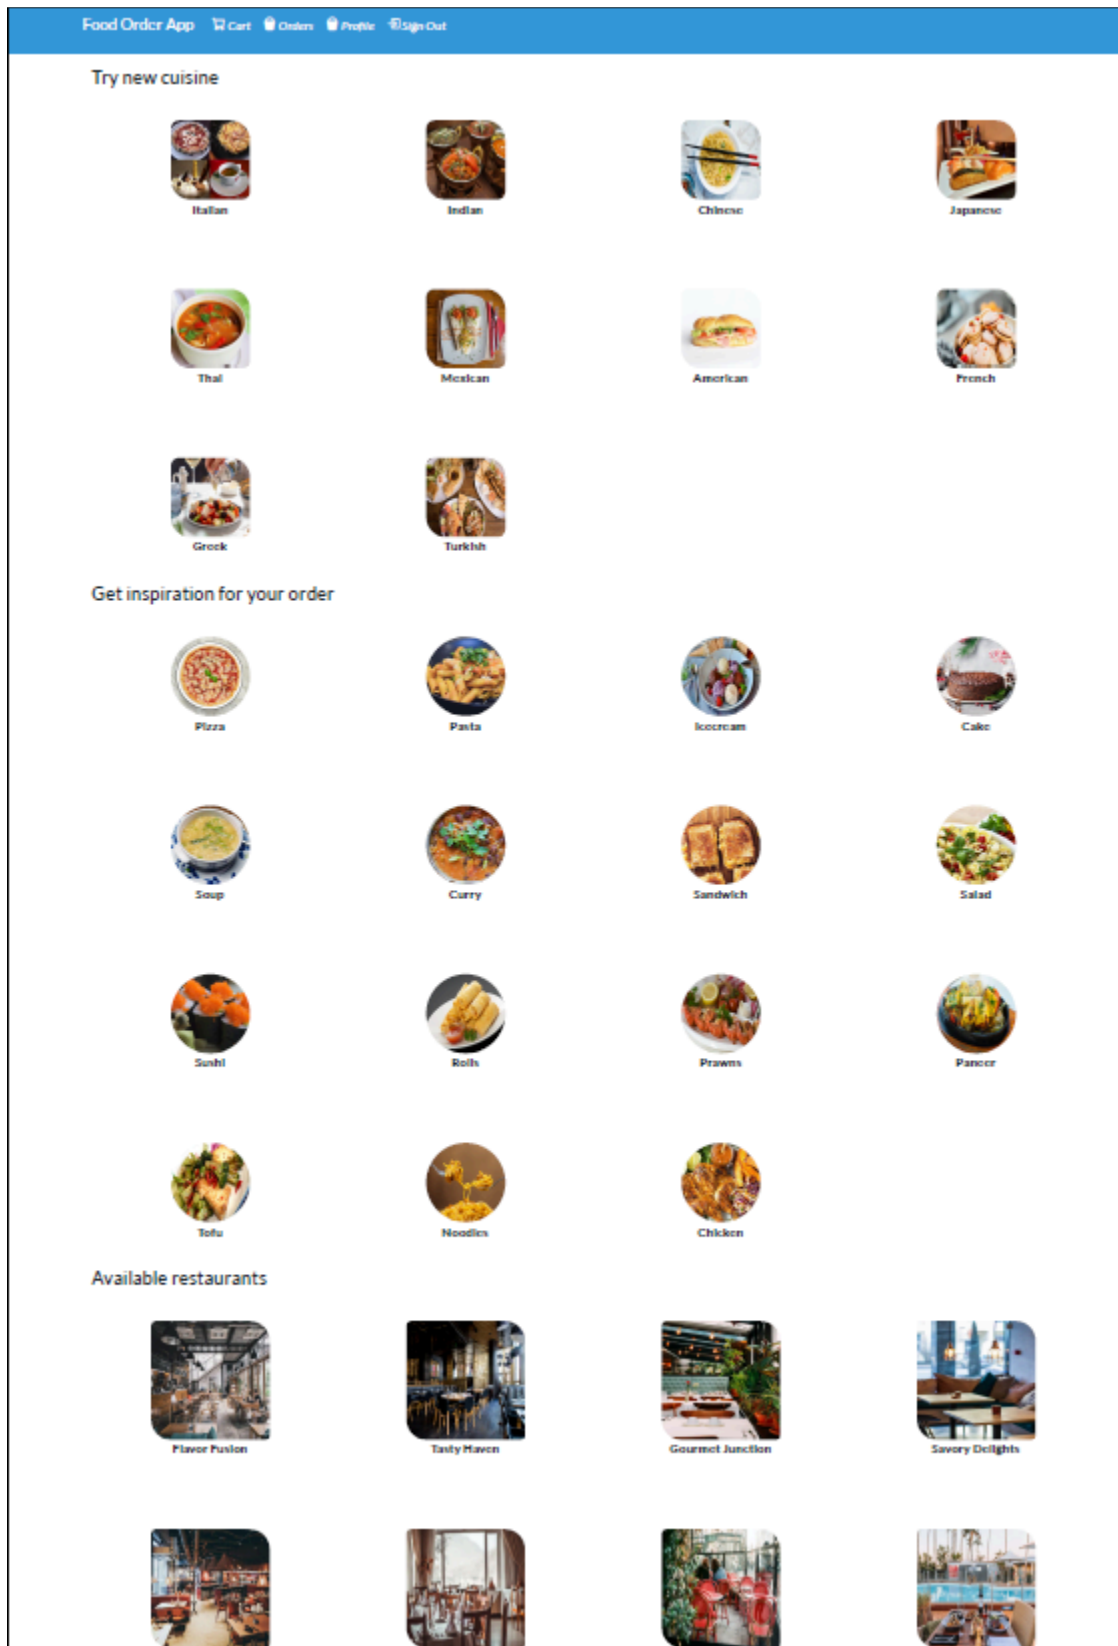 Food Order App Cart Orders Profile Sign Out
Try new cuisine
Italian Indian Chinese Japanese
Thai Mexican American French
Greek Turkish
Get inspiration for your order
Pizza Pasta Icecream Cake
Soup Curry Sandwich Salad
Sushi Rolls Prawns Paneer
Tofu Noodles Chicken
Available restaurants
Flavor Fusion Tasty Haven Gourmet Junction Savory Delights